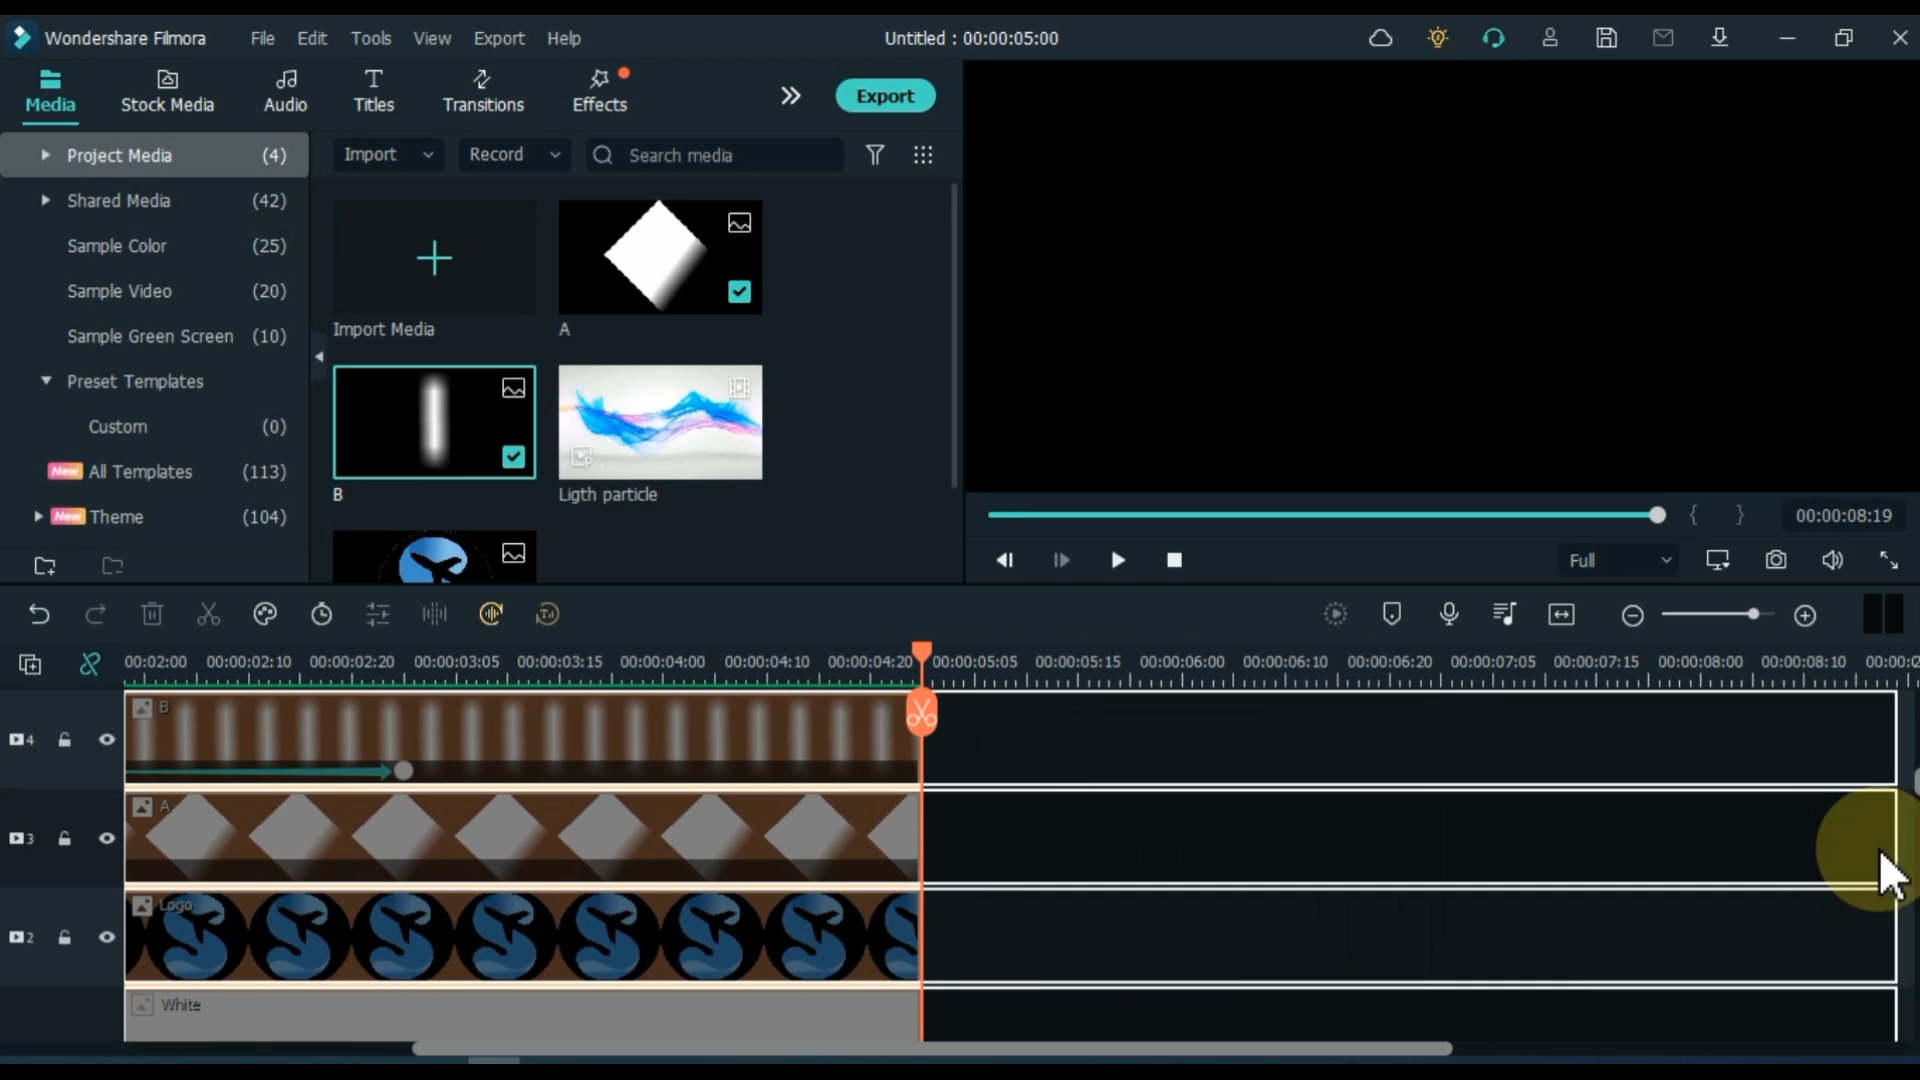 Wondershare Filmora File Edit Tools View Export Help Untitled : 00:00:05:00
Media Stock Media Audio Titles Transitions Effects Export
Project Media (4)
Shared Media (42)
Sample Color (25)
Sample Video (20)
Sample Green Screen (10)
Preset Templates
Custom (0)
New All Templates (113)
New Theme (104)
Import Record Search media
Import Media A
B Ligth particle
00:00:08:19
Full
00:02:00 00:00:02:10 00:00:02:20 00:00:03:05 00:00:03:15 00:00:04:00 00:00:04:10 00:00:04:20 00:00:05:05 00:00:05:15 00:00:06:00 00:00:06:10 00:00:06:20 00:00:07:05 00:00:07:15 00:00:08:00 00:00:08:10 00:00:2
4 B
3 A
2 Logo
White